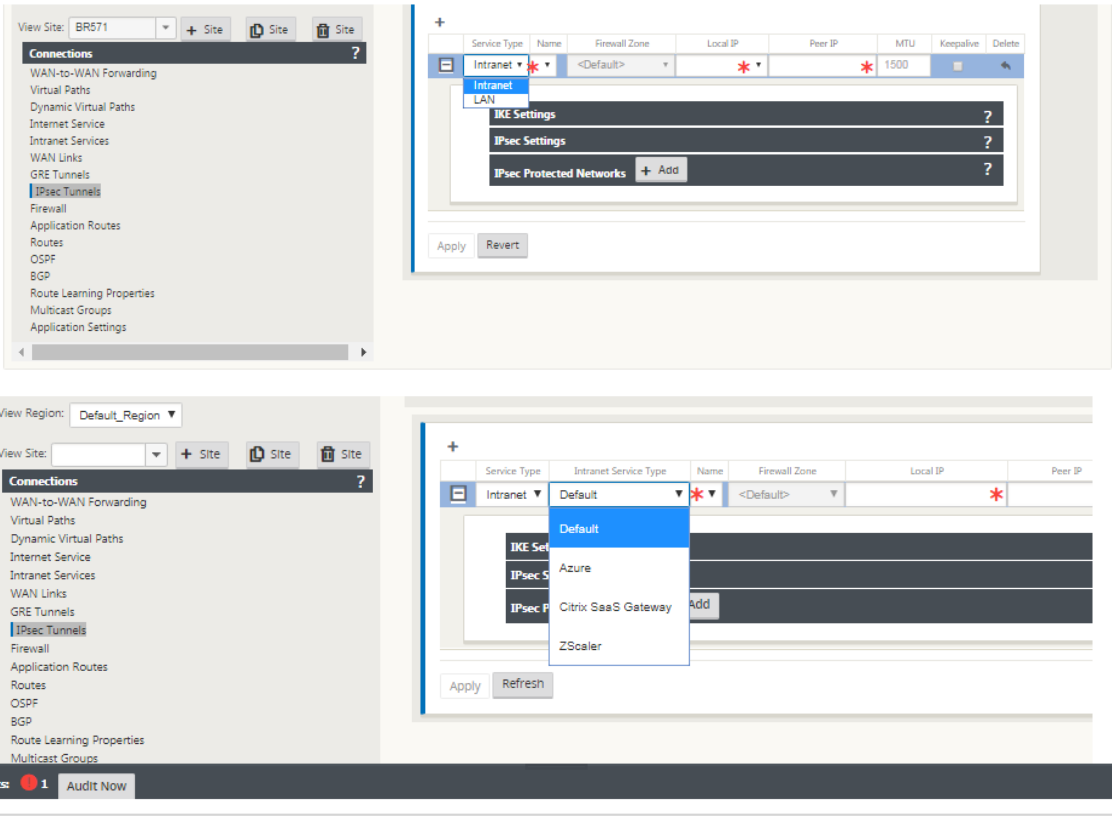 View Site: BR571 + Site Site Site
Connections ?
WAN-to-WAN Forwarding
Virtual Paths
Dynamic Virtual Paths
Internet Service
Intranet Services
WAN Links
GRE Tunnels
IPsec Tunnels
Firewall
Application Routes
Routes
OSPF
BGP
Route Learning Properties
Multicast Groups
Application Settings
+
Service Type Name Firewall Zone Local IP Peer IP MTU Keepalive Delete
Intranet <Default> 1500
Intranet
LAN
IKE Settings ?
IPsec Settings ?
IPsec Protected Networks + Add ?
Apply Revert
View Region: Default_Region
View Site: + Site Site Site
Connections ?
WAN-to-WAN Forwarding
Virtual Paths
Dynamic Virtual Paths
Internet Service
Intranet Services
WAN Links
GRE Tunnels
IPsec Tunnels
Firewall
Application Routes
Routes
OSPF
BGP
Route Learning Properties
Multicast Groups
+
Service Type Intranet Service Type Name Firewall Zone Local IP Peer IP
Intranet Default <Default>
Default
Azure
Citrix SaaS Gateway
ZScaler
IKE Set
IPsec S
IPsec P Add
Apply Refresh
ts: 1 Audit Now